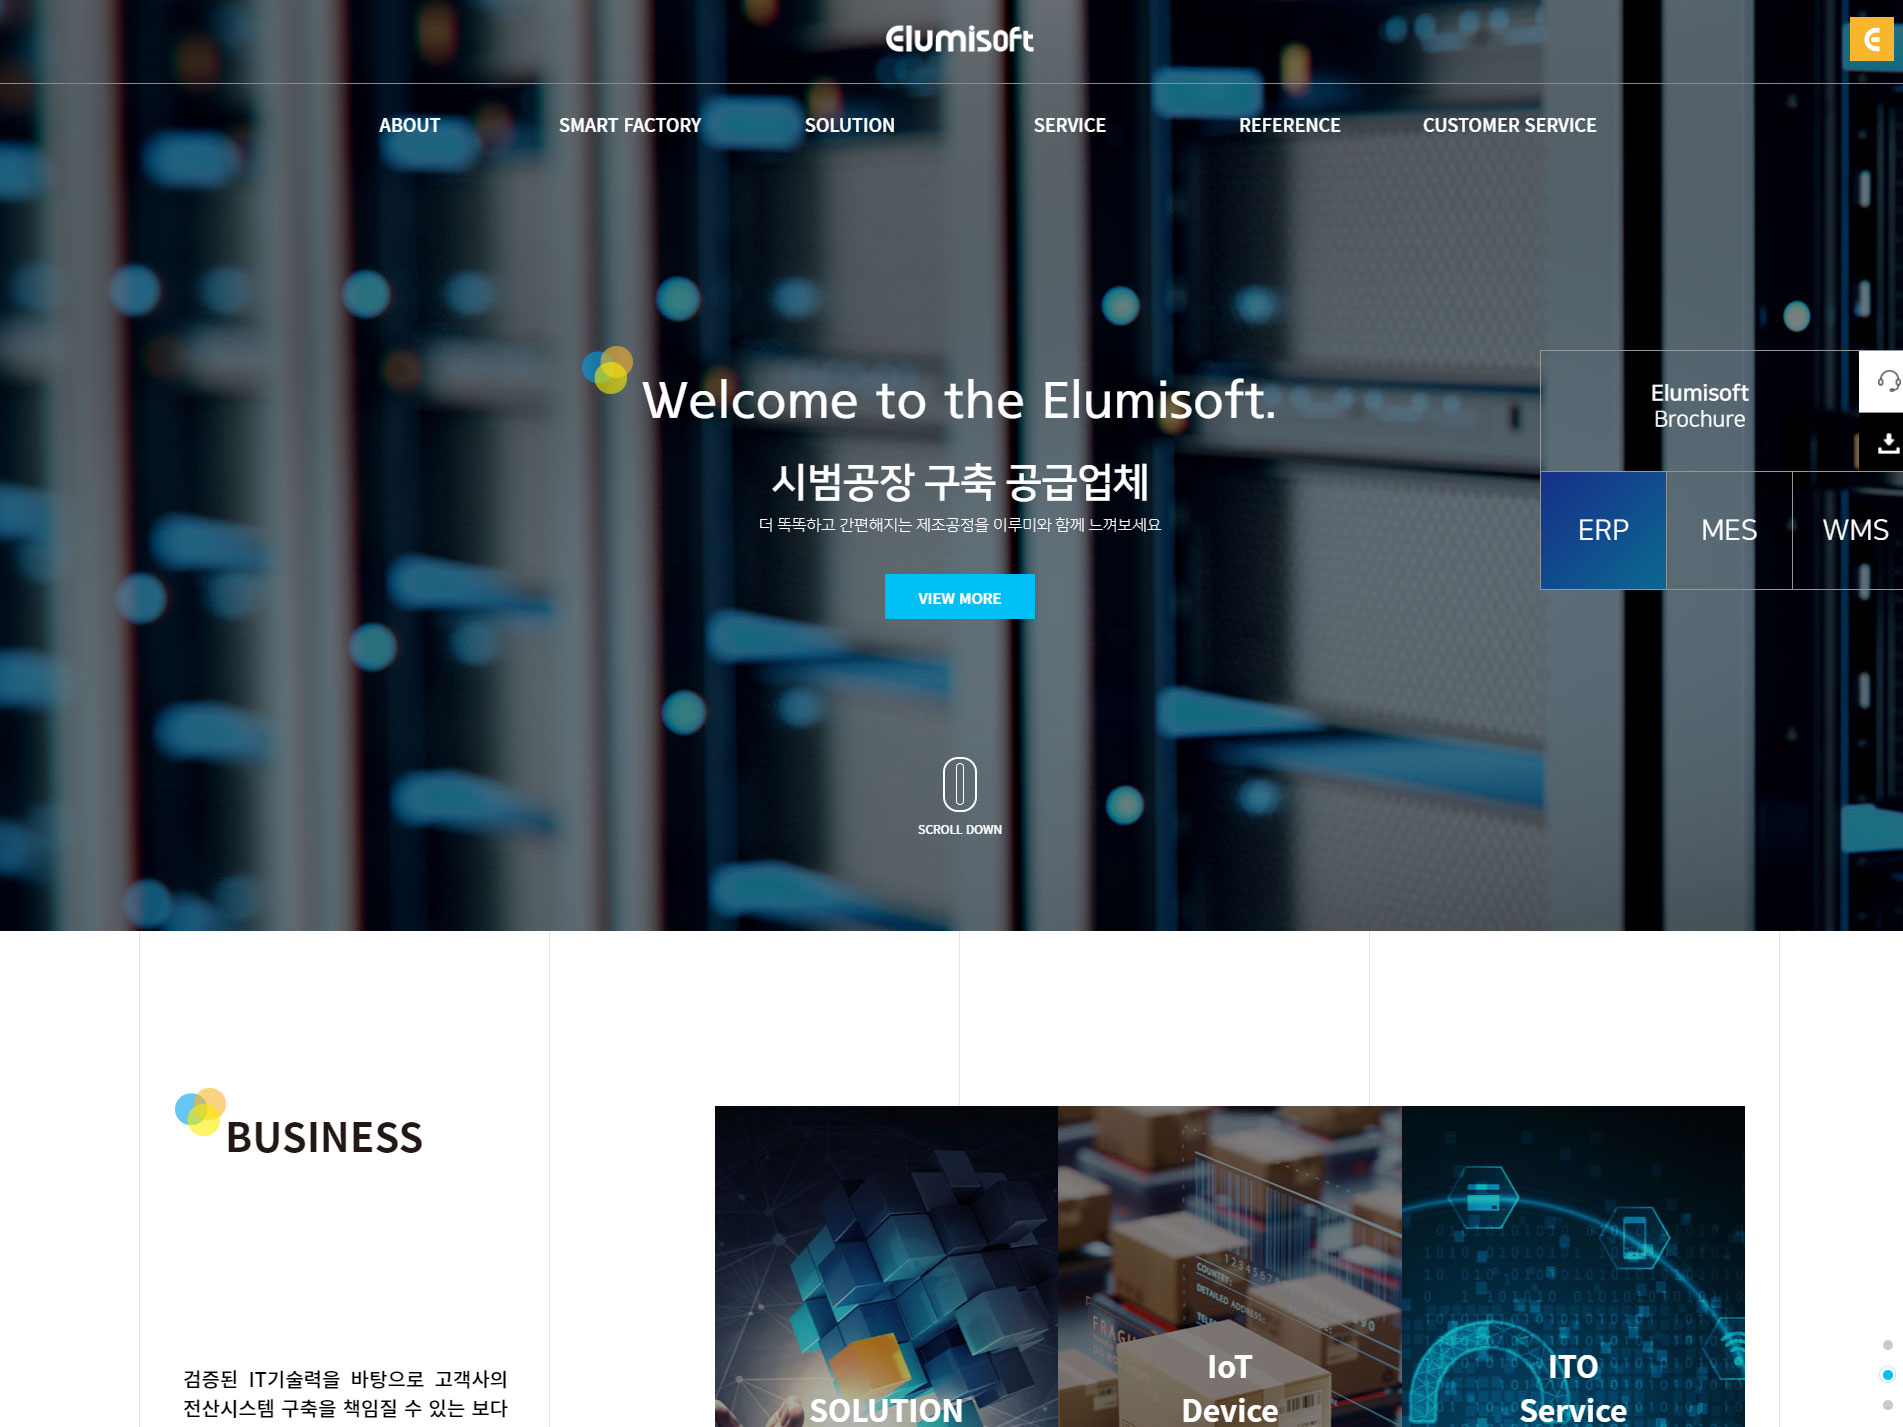 Elumisoft
ABOUT
SMART FACTORY
SOLUTION
SERVICE
REFERENCE
CUSTOMER SERVICE
Welcome to the Elumisoft.
시범공장 구축 공급업체
더 똑똑하고 간편해지는 제조공정을 이루미와 함께 느껴보세요
VIEW MORE
SCROLL DOWN
Elumisoft
Brochure
ERP
MES
WMS
BUSINESS
검증된 IT기술력을 바탕으로 고객사의
전산시스템 구축을 책임질 수 있는 보다
SOLUTION
COUNTRY:
DETAILED ADDRESS:
IoT
Device
ITO
Service